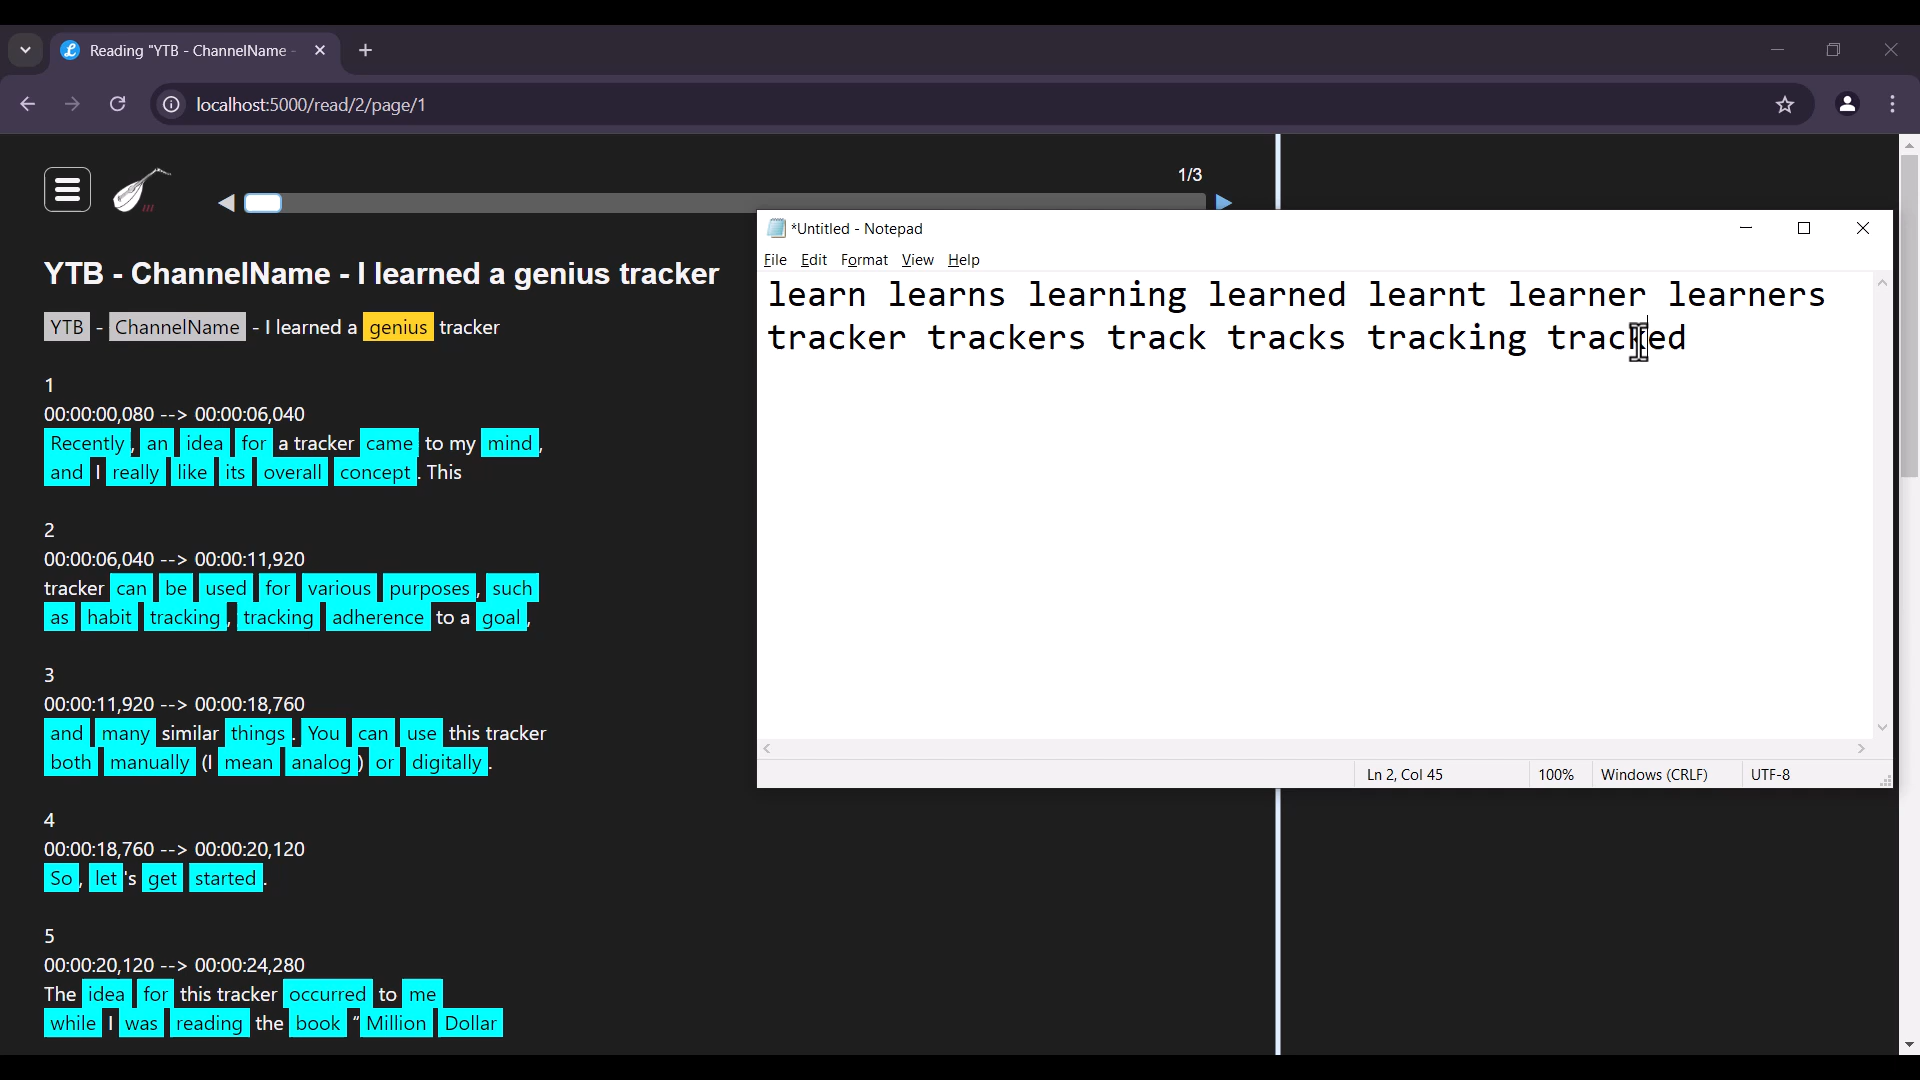 Reading "YTB - ChannelName -
localhost:5000/read/2/page/1
1/3
YTB - ChannelName - I learned a genius tracker
YTB - ChannelName - I learned a genius tracker
1
00:00:00,080 --> 00:00:06,040
Recently, an idea for a tracker came to my mind,
and I really like its overall concept. This
2
00:00:06,040 --> 00:00:11,920
tracker can be used for various purposes, such
as habit tracking, tracking adherence to a goal,
3
00:00:11,920 --> 00:00:18,760
and many similar things. You can use this tracker
both manually (I mean analog) or digitally.
4
00:00:18,760 --> 00:00:20,120
So, let's get started.
5
00:00:20,120 --> 00:00:24,280
The idea for this tracker occurred to me
while I was reading the book “Million Dollar
*Untitled - Notepad
File Edit Format View Help
learn learns learning learned learnt learner learners
tracker trackers track tracks tracking tracked
Ln 2, Col 45 100% Windows (CRLF) UTF-8